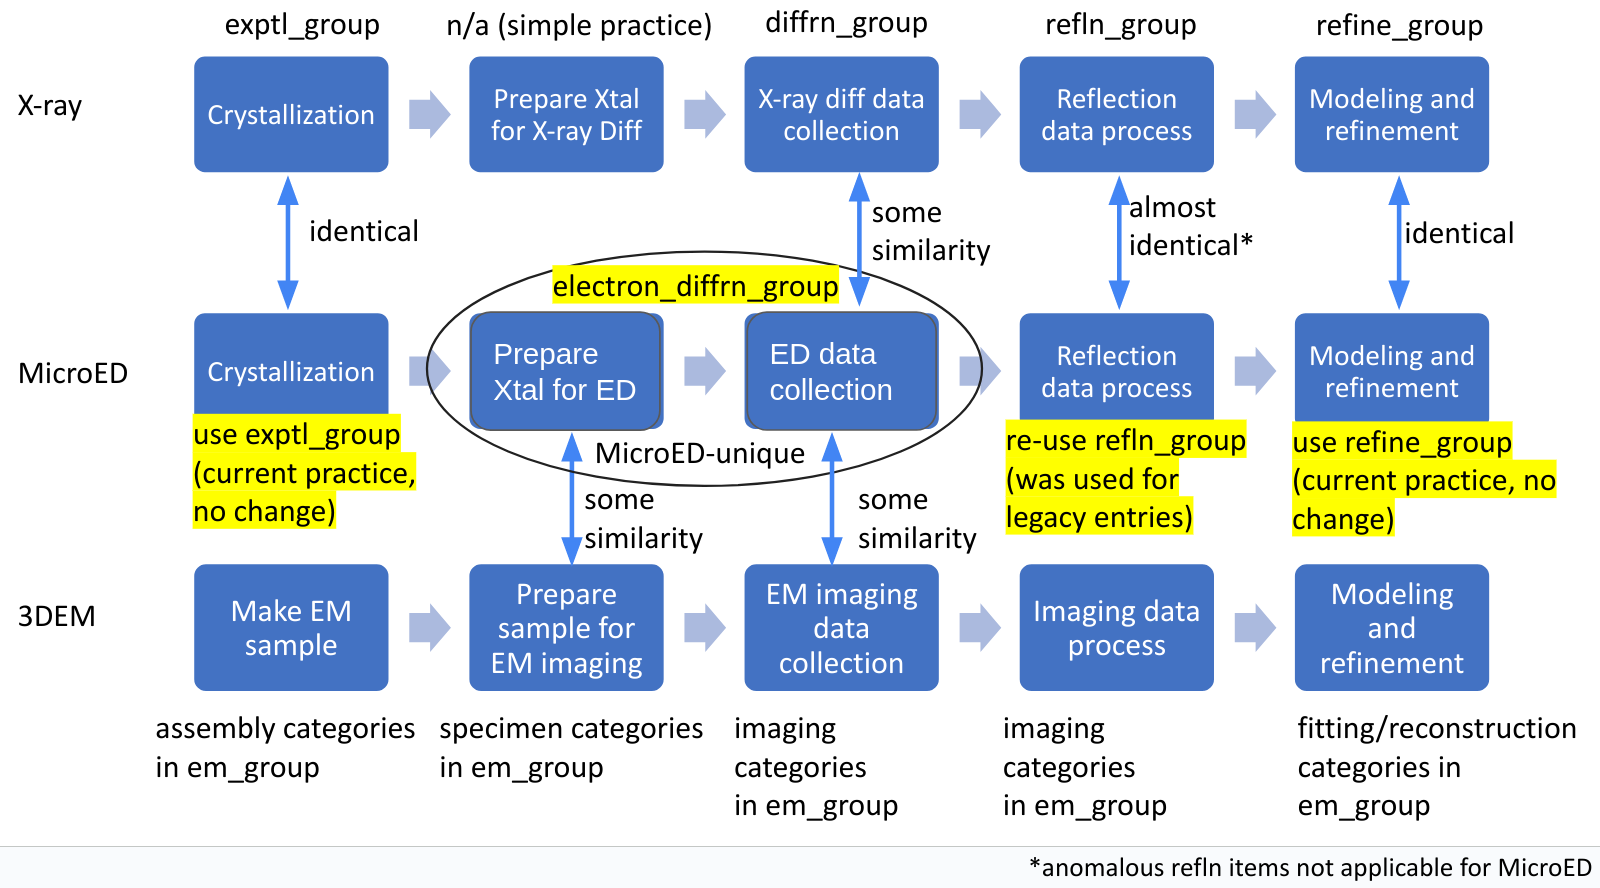 exptl_group
n/a (simple practice)
diffrn_group
refln_group
refine_group
X-ray
Crystallization
Prepare Xtal
for X-ray Diff
X-ray diff data
collection
Reflection
data process
Modeling and
refinement
identical
some
similarity
almost
identical*
identical
electron_diffrn_group
MicroED
Crystallization
Prepare
Xtal for ED
ED data
collection
Reflection
data process
Modeling and
refinement
use exptl_group
(current practice,
no change)
MicroED-unique
re-use refln_group
(was used for
legacy entries)
use refine_group
(current practice, no
change)
some
similarity
some
similarity
3DEM
Make EM
sample
Prepare
sample for
EM imaging
EM imaging
data
collection
Imaging data
process
Modeling
and
refinement
assembly categories
in em_group
specimen categories
in em_group
imaging
categories
in em_group
imaging
categories
in em_group
fitting/reconstruction
categories in
em_group
*anomalous refln items not applicable for MicroED